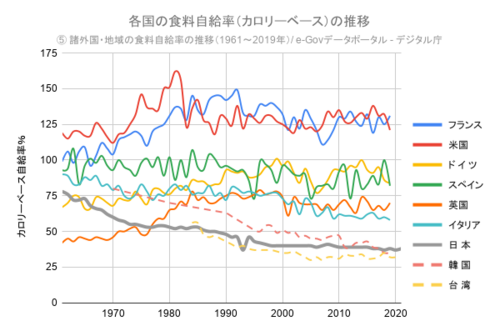 各国の食料自給率(カロリーベース)の推移
⑤ 諸外国・地域の食料自給率の推移(1961〜2019年)/ e-Govデータポータル - デジタル庁
カロリーベース自給率%
175
150
125
100
75
50
25
0
1970
1980
1990
2000
2010
2020
フランス
米国
ドイツ
スペイン
英国
イタリア
日本
韓国
台湾